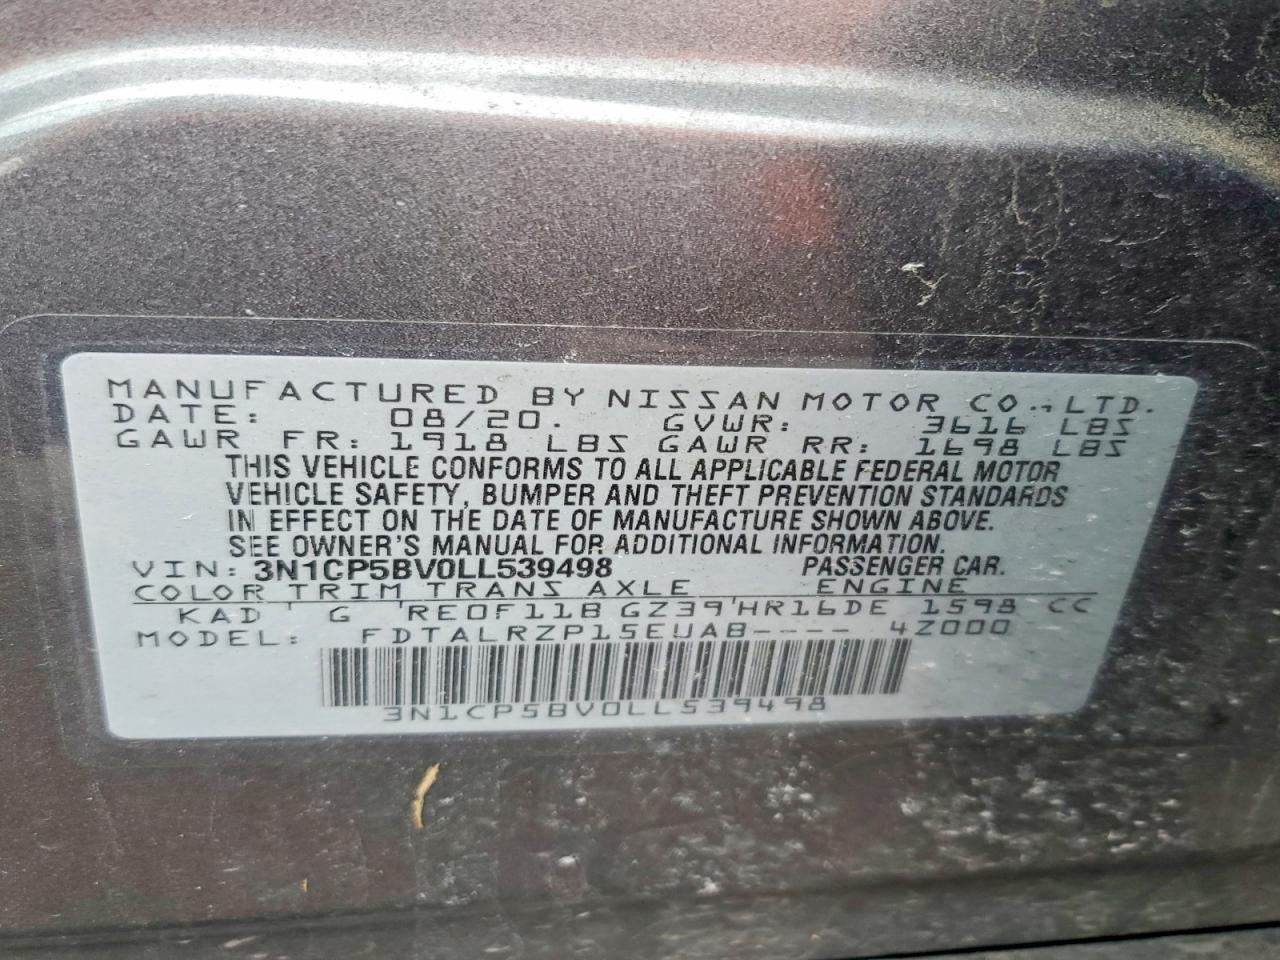 MANUFACTURED BY NISSAN MOTOR CO., LTD.
DATE: 08/20. GVWR: 3616 LBS
GAWR FR: 1918 LBS GAWR RR: 1698 LBS
THIS VEHICLE CONFORMS TO ALL APPLICABLE FEDERAL MOTOR
VEHICLE SAFETY, BUMPER AND THEFT PREVENTION STANDARDS
IN EFFECT ON THE DATE OF MANUFACTURE SHOWN ABOVE.
SEE OWNER'S MANUAL FOR ADDITIONAL INFORMATION.
VIN: 3N1CP5BV0LL539498 PASSENGER CAR.
COLOR TRIM TRANS AXLE ENGINE
KAD G RE0F11B GZ39 HR16DE 1598 CC
MODEL: FDTALRZP15EUAB---- 4Z000
3N1CP5BV0LL539498